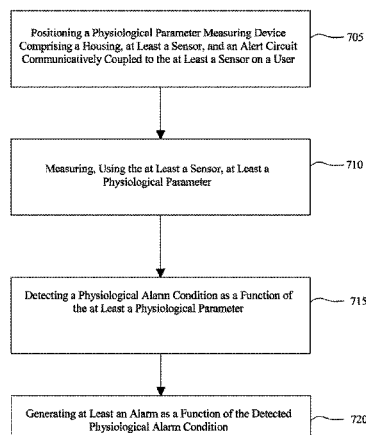 Positioning a Physiological Parameter Measuring Device
Comprising a Housing, at Least a Sensor, and an Alert Circuit
Communicatively Coupled to the at Least a Sensor on a User
705
Measuring, Using the at Least a Sensor, at Least a
Physiological Parameter
710
Detecting a Physiological Alarm Condition as a Function of
the at Least a Physiological Parameter
715
Generating at Least an Alarm as a Function of the Detected
Physiological Alarm Condition
720